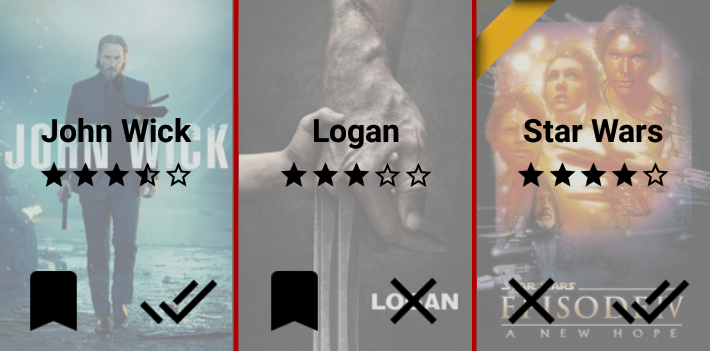 John Wick
JOHN WICK
Logan
LOGAN
Star Wars
STAR WARS
EPISODE IV
A NEW HOPE